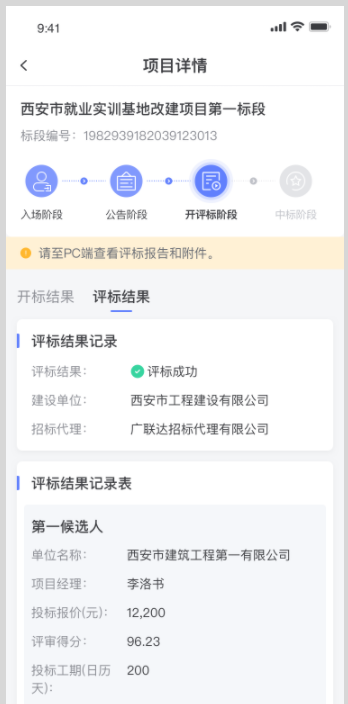 9:41
项目详情
西安市就业实训基地改建项目第一标段
标段编号：1982939182039123013
入场阶段
公告阶段
开评标阶段
中标阶段
请至PC端查看评标报告和附件。
开标结果
评标结果
评标结果记录
评标结果： 评标成功
建设单位： 西安市工程建设有限公司
招标代理： 广联达招标代理有限公司
评标结果记录表
第一候选人
单位名称： 西安市建筑工程第一有限公司
项目经理： 李洛书
投标报价(元)： 12,200
评审得分： 96.23
投标工期(日历 200
天)：